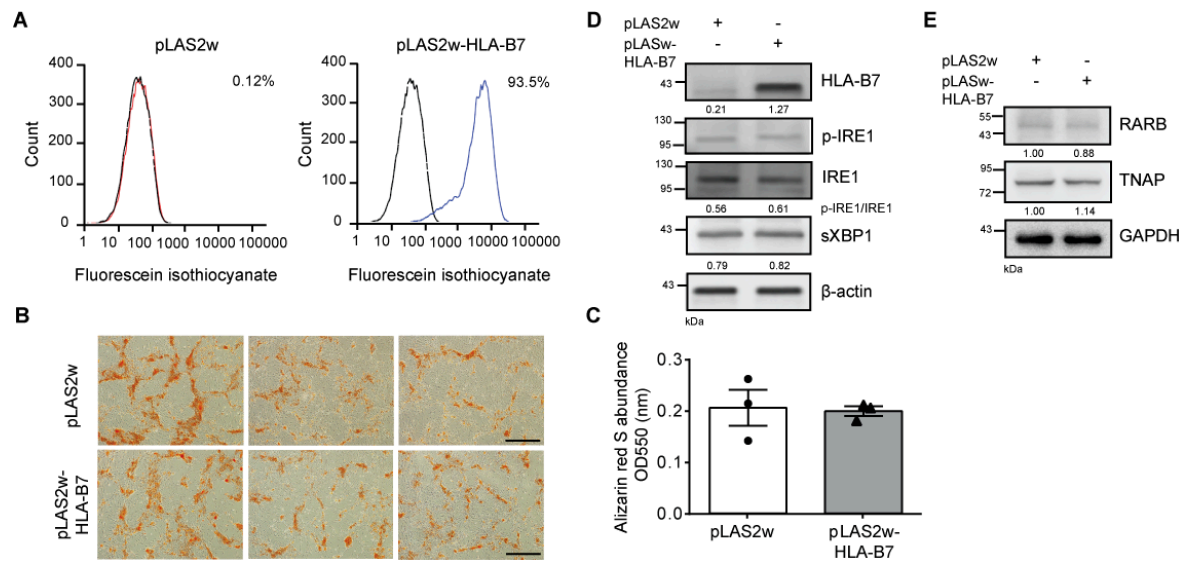 A
pLAS2w
pLAS2w-HLA-B7
400
300
200
100
0
0.12%
Count
1 10 100 1000 10000 100000
Fluorescein isothiocyanate
400
300
200
100
0
93.5%
Count
1 10 100 1000 10000 100000
Fluorescein isothiocyanate
B
pLAS2w
pLAS2w-
HLA-B7
D
pLAS2w + -
pLASw- - +
HLA-B7
43
HLA-B7
0.21 1.27
130
95
p-IRE1
130
95
IRE1
0.56 0.61 p-IRE1/IRE1
43
sXBP1
0.79 0.82
43
β-actin
kDa
C
Alizarin red S abundance
OD550 (nm)
0.3
0.2
0.1
0.0
pLAS2w
pLAS2w-
HLA-B7
E
pLAS2w + -
pLASw- - +
HLA-B7
55
43
RARB
1.00 0.88
95
72
TNAP
1.00 1.14
43
GAPDH
kDa